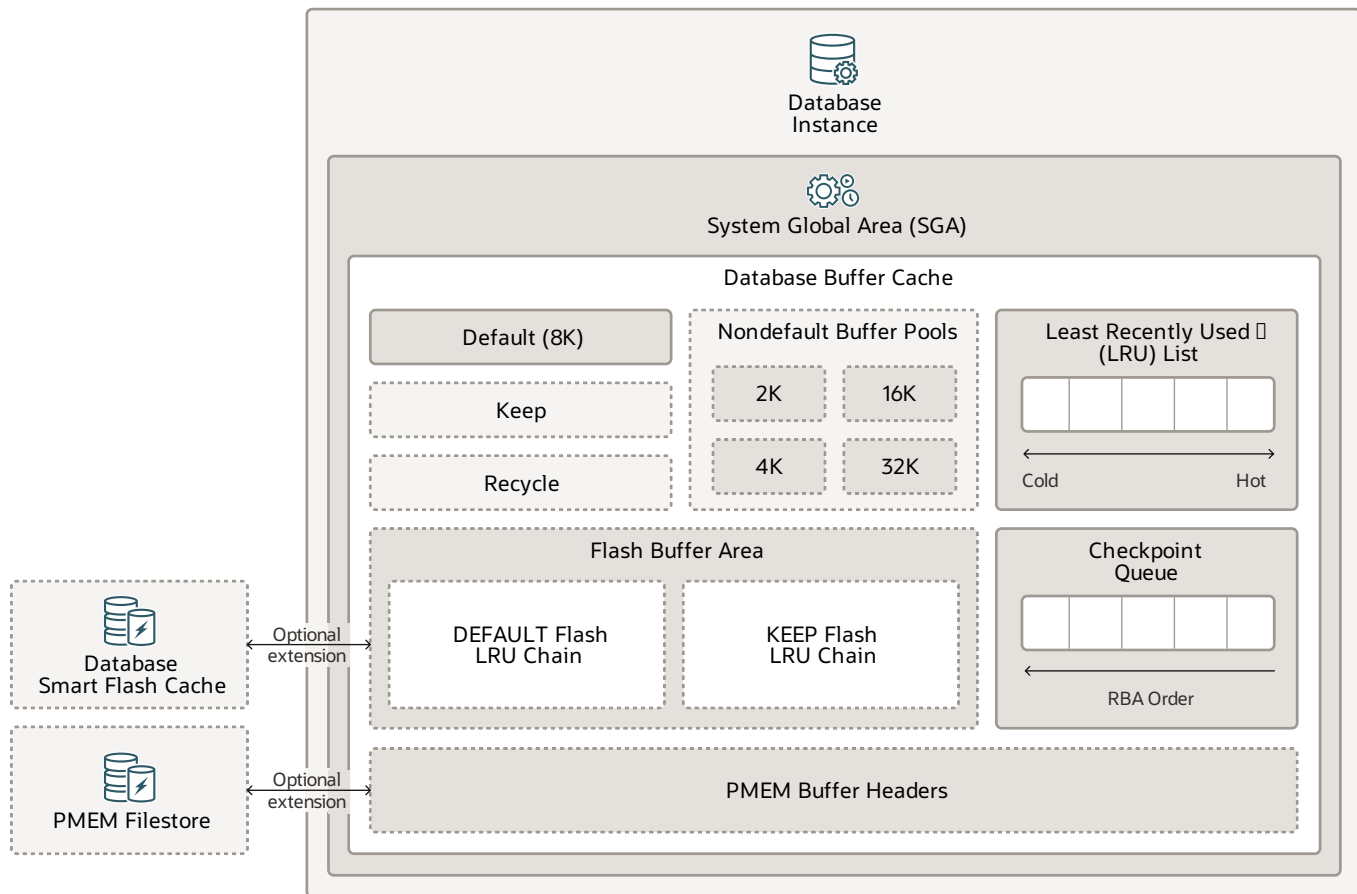 Database
Instance
System Global Area (SGA)
Database Buffer Cache
Default (8K)
Keep
Recycle
Nondefault Buffer Pools
2K
16K
4K
32K
Least Recently Used
(LRU) List
Cold
Hot
Flash Buffer Area
DEFAULT Flash
LRU Chain
KEEP Flash
LRU Chain
Checkpoint
Queue
RBA Order
Database
Smart Flash Cache
Optional
extension
PMEM Filestore
Optional
extension
PMEM Buffer Headers